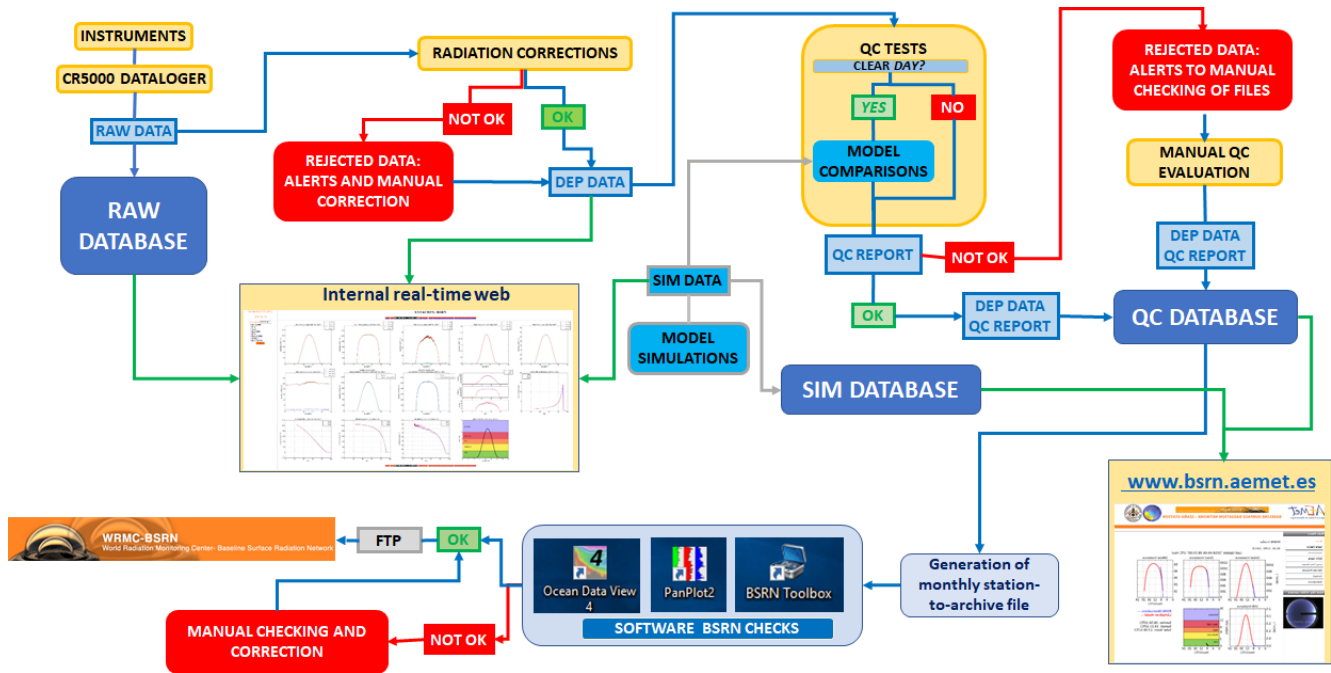 INSTRUMENTS
CR5000 DATALOGER
RAW DATA
RAW
DATABASE
RADIATION CORRECTIONS
NOT OK
OK
REJECTED DATA:
ALERTS AND MANUAL
CORRECTION
DEP DATA
QC TESTS
CLEAR DAY?
YES
NO
MODEL
COMPARISONS
QC REPORT
NOT OK
OK
DEP DATA
QC REPORT
REJECTED DATA:
ALERTS TO MANUAL
CHECKING OF FILES
MANUAL QC
EVALUATION
DEP DATA
QC REPORT
QC DATABASE
Internal real-time web
SIM DATA
MODEL
SIMULATIONS
SIM DATABASE
www.bsrn.aemet.es
Generation of
monthly station-
to-archive file
Ocean Data View
4
PanPlot2
BSRN Toolbox
SOFTWARE BSRN CHECKS
OK
FTP
NOT OK
MANUAL CHECKING AND
CORRECTION
WRMC-BSRN
World Radiation Monitoring Center- Baseline Surface Radiation Network